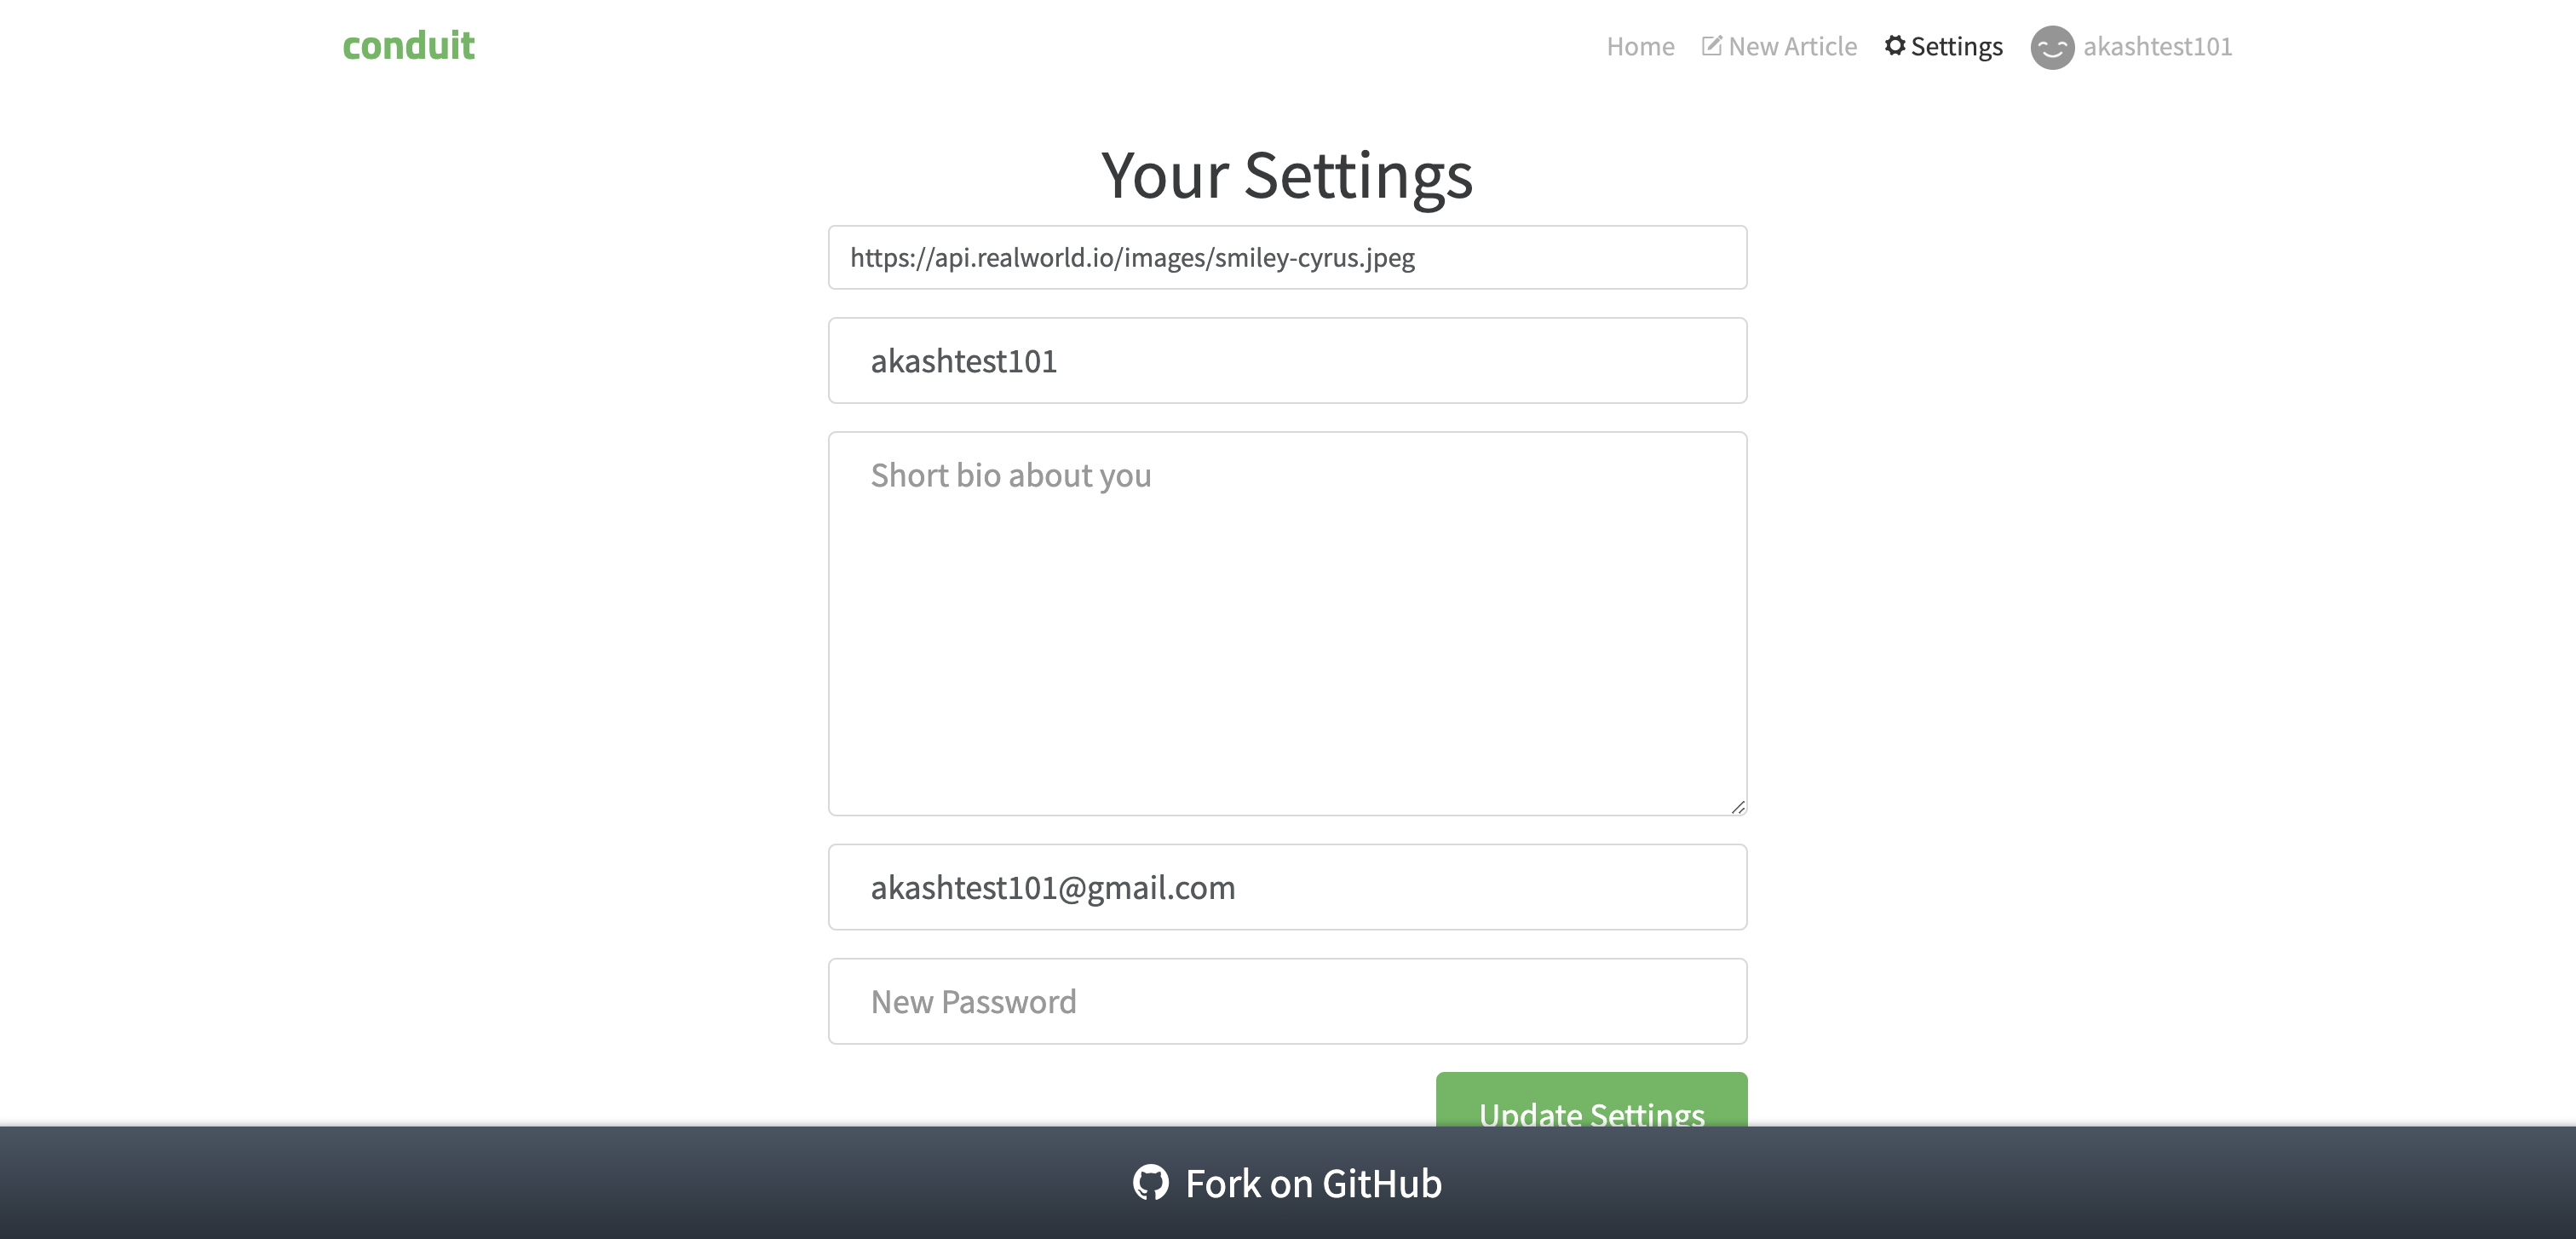 conduit
Home New Article Settings akashtest101
Your Settings
https://api.realworld.io/images/smiley-cyrus.jpeg
akashtest101
Short bio about you
akashtest101@gmail.com
New Password
Update Settings
Fork on GitHub